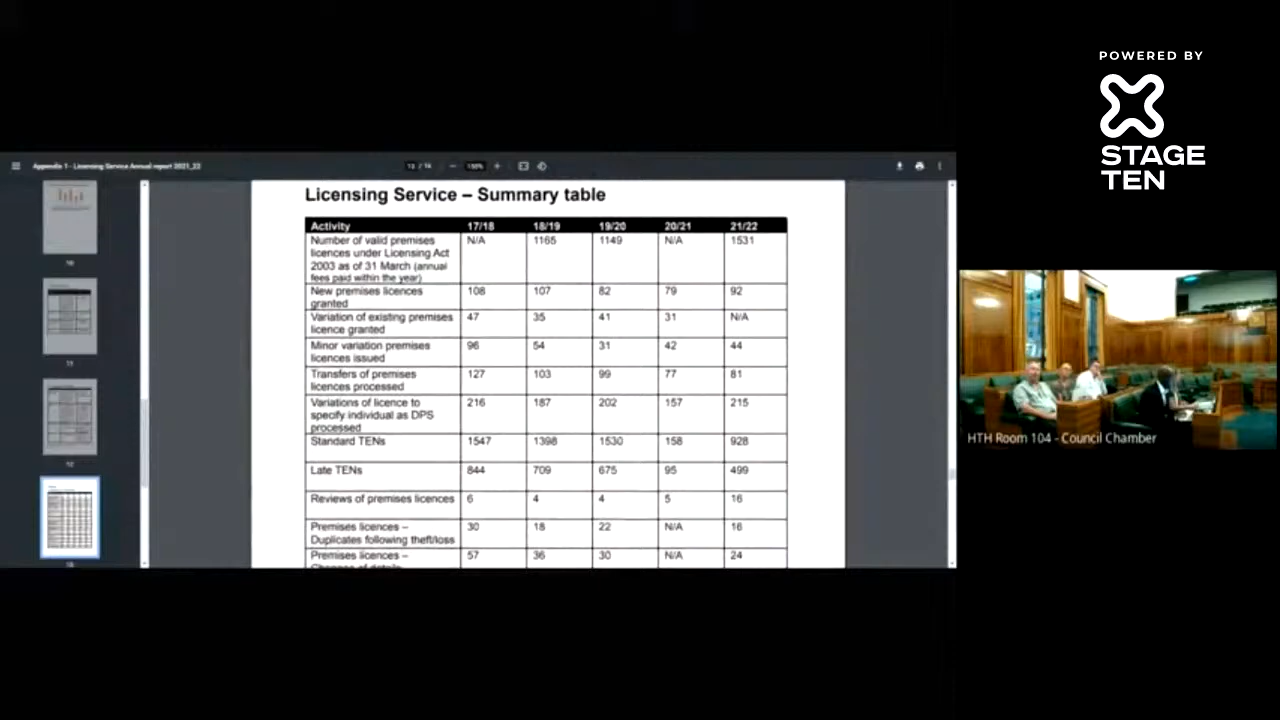 POWERED BY
STAGE
TEN
Appendix 1 - Licensing Service Annual report 2021_22
13 / 14
150%
Licensing Service – Summary table
Activity 17/18 18/19 19/20 20/21 21/22
Number of valid premises N/A 1165 1149 N/A 1531
licences under Licensing Act
2003 as of 31 March (annual
fees paid within the year)
New premises licences 108 107 82 79 92
granted
Variation of existing premises 47 35 41 31 N/A
licence granted
Minor variation premises 96 54 31 42 44
licences issued
Transfers of premises 127 103 99 77 81
licences processed
Variations of licence to 216 187 202 157 215
specify individual as DPS
processed
Standard TENs 1547 1398 1530 158 928
Late TENs 844 709 675 95 499
Reviews of premises licences 6 4 4 5 16
Premises licences – 30 18 22 N/A 16
Duplicates following theft/loss
Premises licences – 57 36 30 N/A 24
10
11
12
HTH Room 104 - Council Chamber